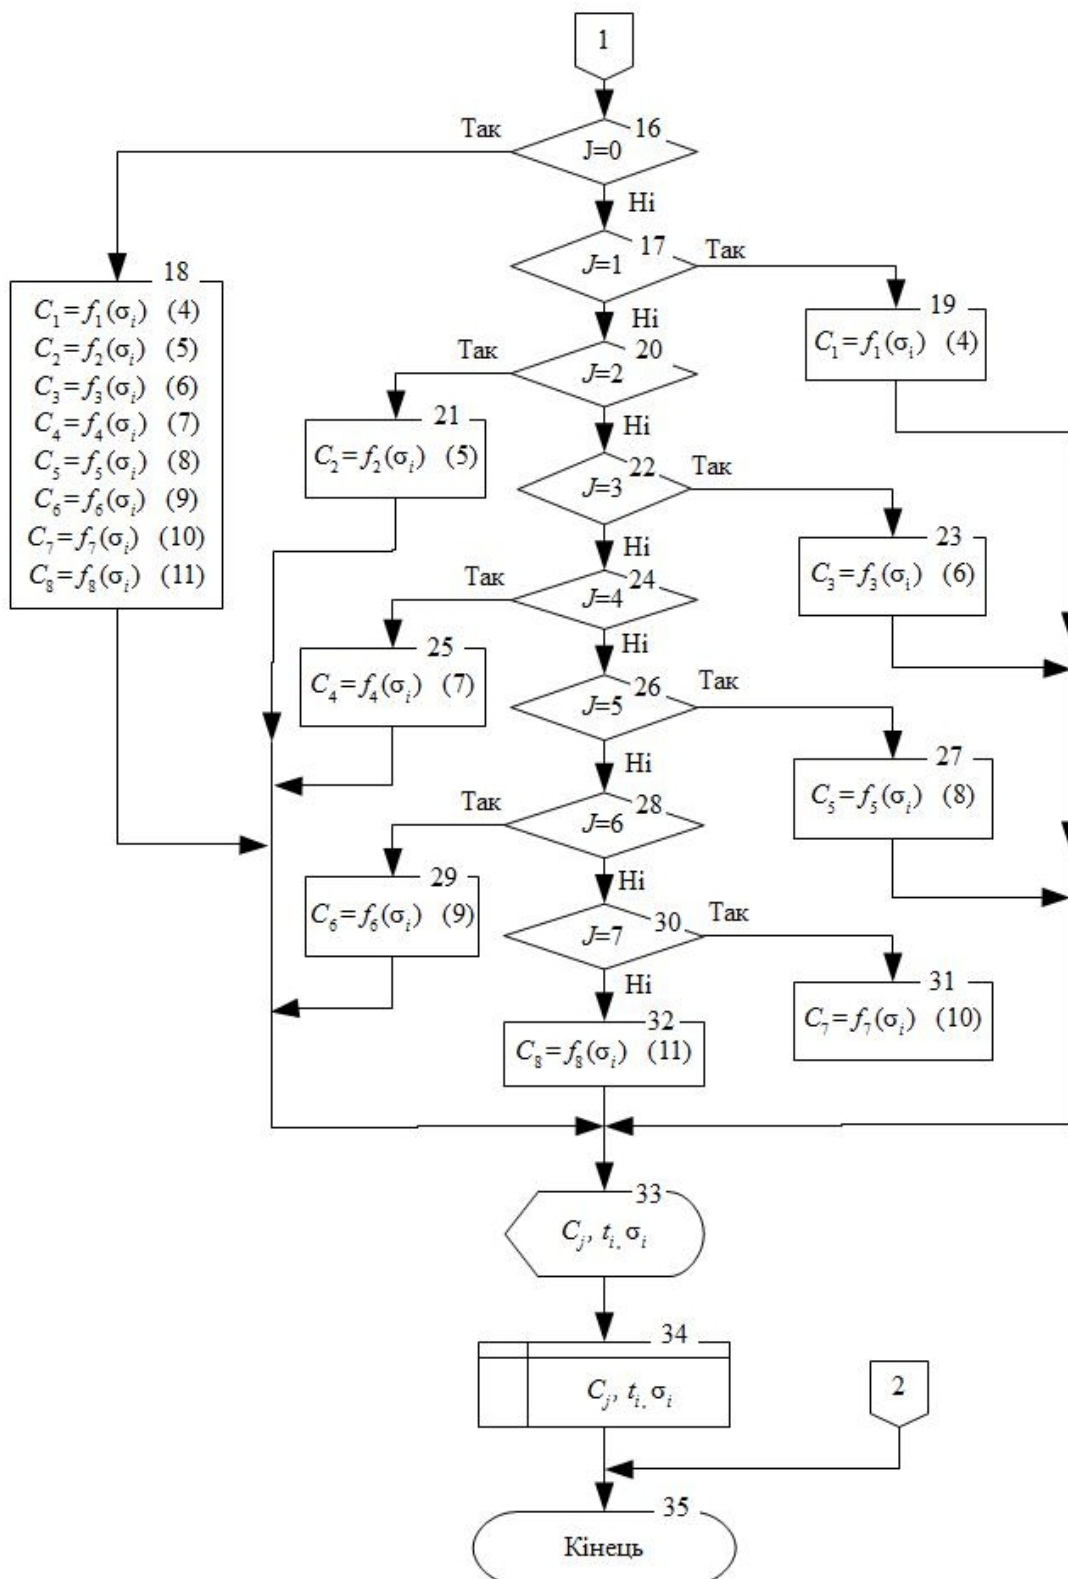 1
16
Так
J=0
Ні
17
Так
J=1
18
C₁=f₁(σᵢ) (4)
C₂=f₂(σᵢ) (5)
C₃=f₃(σᵢ) (6)
C₄=f₄(σᵢ) (7)
C₅=f₅(σᵢ) (8)
C₆=f₆(σᵢ) (9)
C₇=f₇(σᵢ) (10)
C₈=f₈(σᵢ) (11)
19
C₁=f₁(σᵢ) (4)
Ні
20
Так
J=2
21
C₂=f₂(σᵢ) (5)
Ні
22
Так
J=3
23
C₃=f₃(σᵢ) (6)
Ні
24
Так
J=4
25
C₄=f₄(σᵢ) (7)
Ні
26
Так
J=5
27
C₅=f₅(σᵢ) (8)
Ні
28
Так
J=6
29
C₆=f₆(σᵢ) (9)
Ні
30
Так
J=7
31
C₇=f₇(σᵢ) (10)
Ні
32
C₈=f₈(σᵢ) (11)
33
Cⱼ, tᵢ, σᵢ
34
Cⱼ, tᵢ, σᵢ
2
35
Кінець